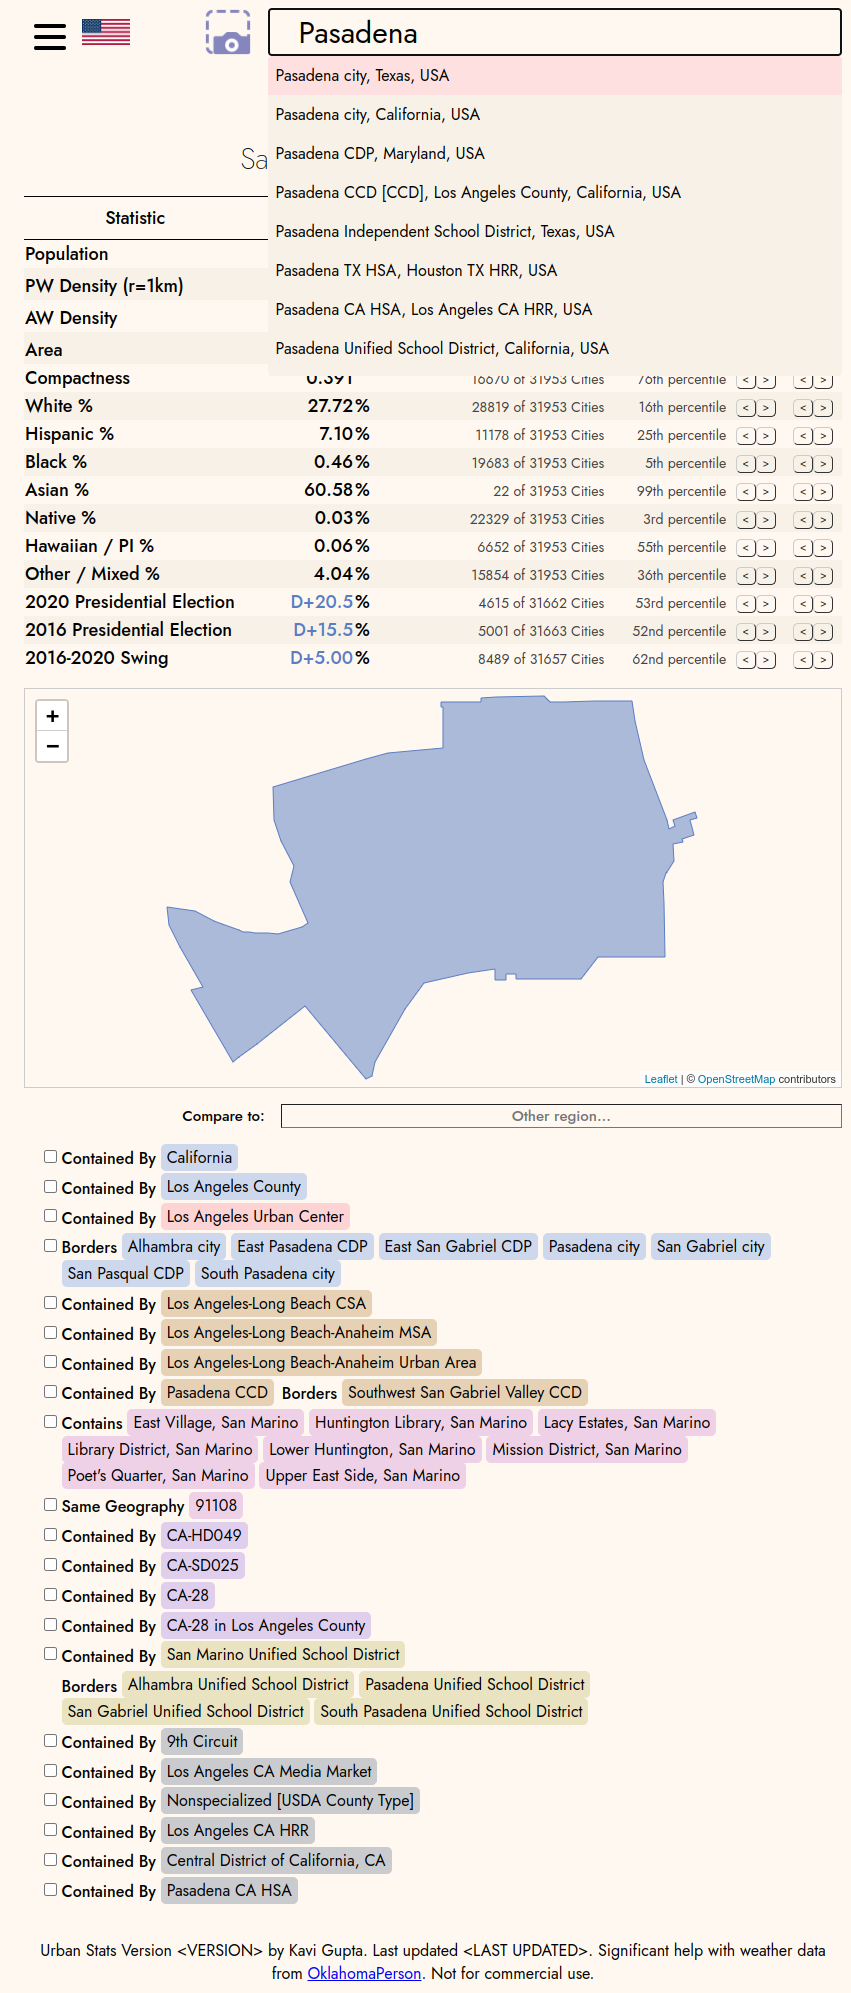 Pasadena
Pasadena city, Texas, USA
Pasadena city, California, USA
Pasadena CDP, Maryland, USA
Sa
Pasadena CCD [CCD], Los Angeles County, California, USA
Statistic
Pasadena Independent School District, Texas, USA
Population
Pasadena TX HSA, Houston TX HRR, USA
PW Density (r=1km)
Pasadena CA HSA, Los Angeles CA HRR, USA
AW Density
Pasadena Unified School District, California, USA
Area
Compactness 0.391 16670 of 31953 Cities 76th percentile < > < >
White % 27.72% 28819 of 31953 Cities 16th percentile < > < >
Hispanic % 7.10% 11178 of 31953 Cities 25th percentile < > < >
Black % 0.46% 19683 of 31953 Cities 5th percentile < > < >
Asian % 60.58% 22 of 31953 Cities 99th percentile < > < >
Native % 0.03% 22329 of 31953 Cities 3rd percentile < > < >
Hawaiian / PI % 0.06% 6652 of 31953 Cities 55th percentile < > < >
Other / Mixed % 4.04% 15854 of 31953 Cities 36th percentile < > < >
2020 Presidential Election D+20.5% 4615 of 31662 Cities 53rd percentile < > < >
2016 Presidential Election D+15.5% 5001 of 31663 Cities 52nd percentile < > < >
2016-2020 Swing D+5.00% 8489 of 31657 Cities 62nd percentile < > < >
+
−
Leaflet | © OpenStreetMap contributors
Compare to: Other region...
Contained By California
Contained By Los Angeles County
Contained By Los Angeles Urban Center
Borders Alhambra city East Pasadena CDP East San Gabriel CDP Pasadena city San Gabriel city
San Pasqual CDP South Pasadena city
Contained By Los Angeles-Long Beach CSA
Contained By Los Angeles-Long Beach-Anaheim MSA
Contained By Los Angeles-Long Beach-Anaheim Urban Area
Contained By Pasadena CCD Borders Southwest San Gabriel Valley CCD
Contains East Village, San Marino Huntington Library, San Marino Lacy Estates, San Marino
Library District, San Marino Lower Huntington, San Marino Mission District, San Marino
Poet's Quarter, San Marino Upper East Side, San Marino
Same Geography 91108
Contained By CA-HD049
Contained By CA-SD025
Contained By CA-28
Contained By CA-28 in Los Angeles County
Contained By San Marino Unified School District
Borders Alhambra Unified School District Pasadena Unified School District
San Gabriel Unified School District South Pasadena Unified School District
Contained By 9th Circuit
Contained By Los Angeles CA Media Market
Contained By Nonspecialized [USDA County Type]
Contained By Los Angeles CA HRR
Contained By Central District of California, CA
Contained By Pasadena CA HSA
Urban Stats Version <VERSION> by Kavi Gupta. Last updated <LAST UPDATED>. Significant help with weather data
from OklahomaPerson. Not for commercial use.